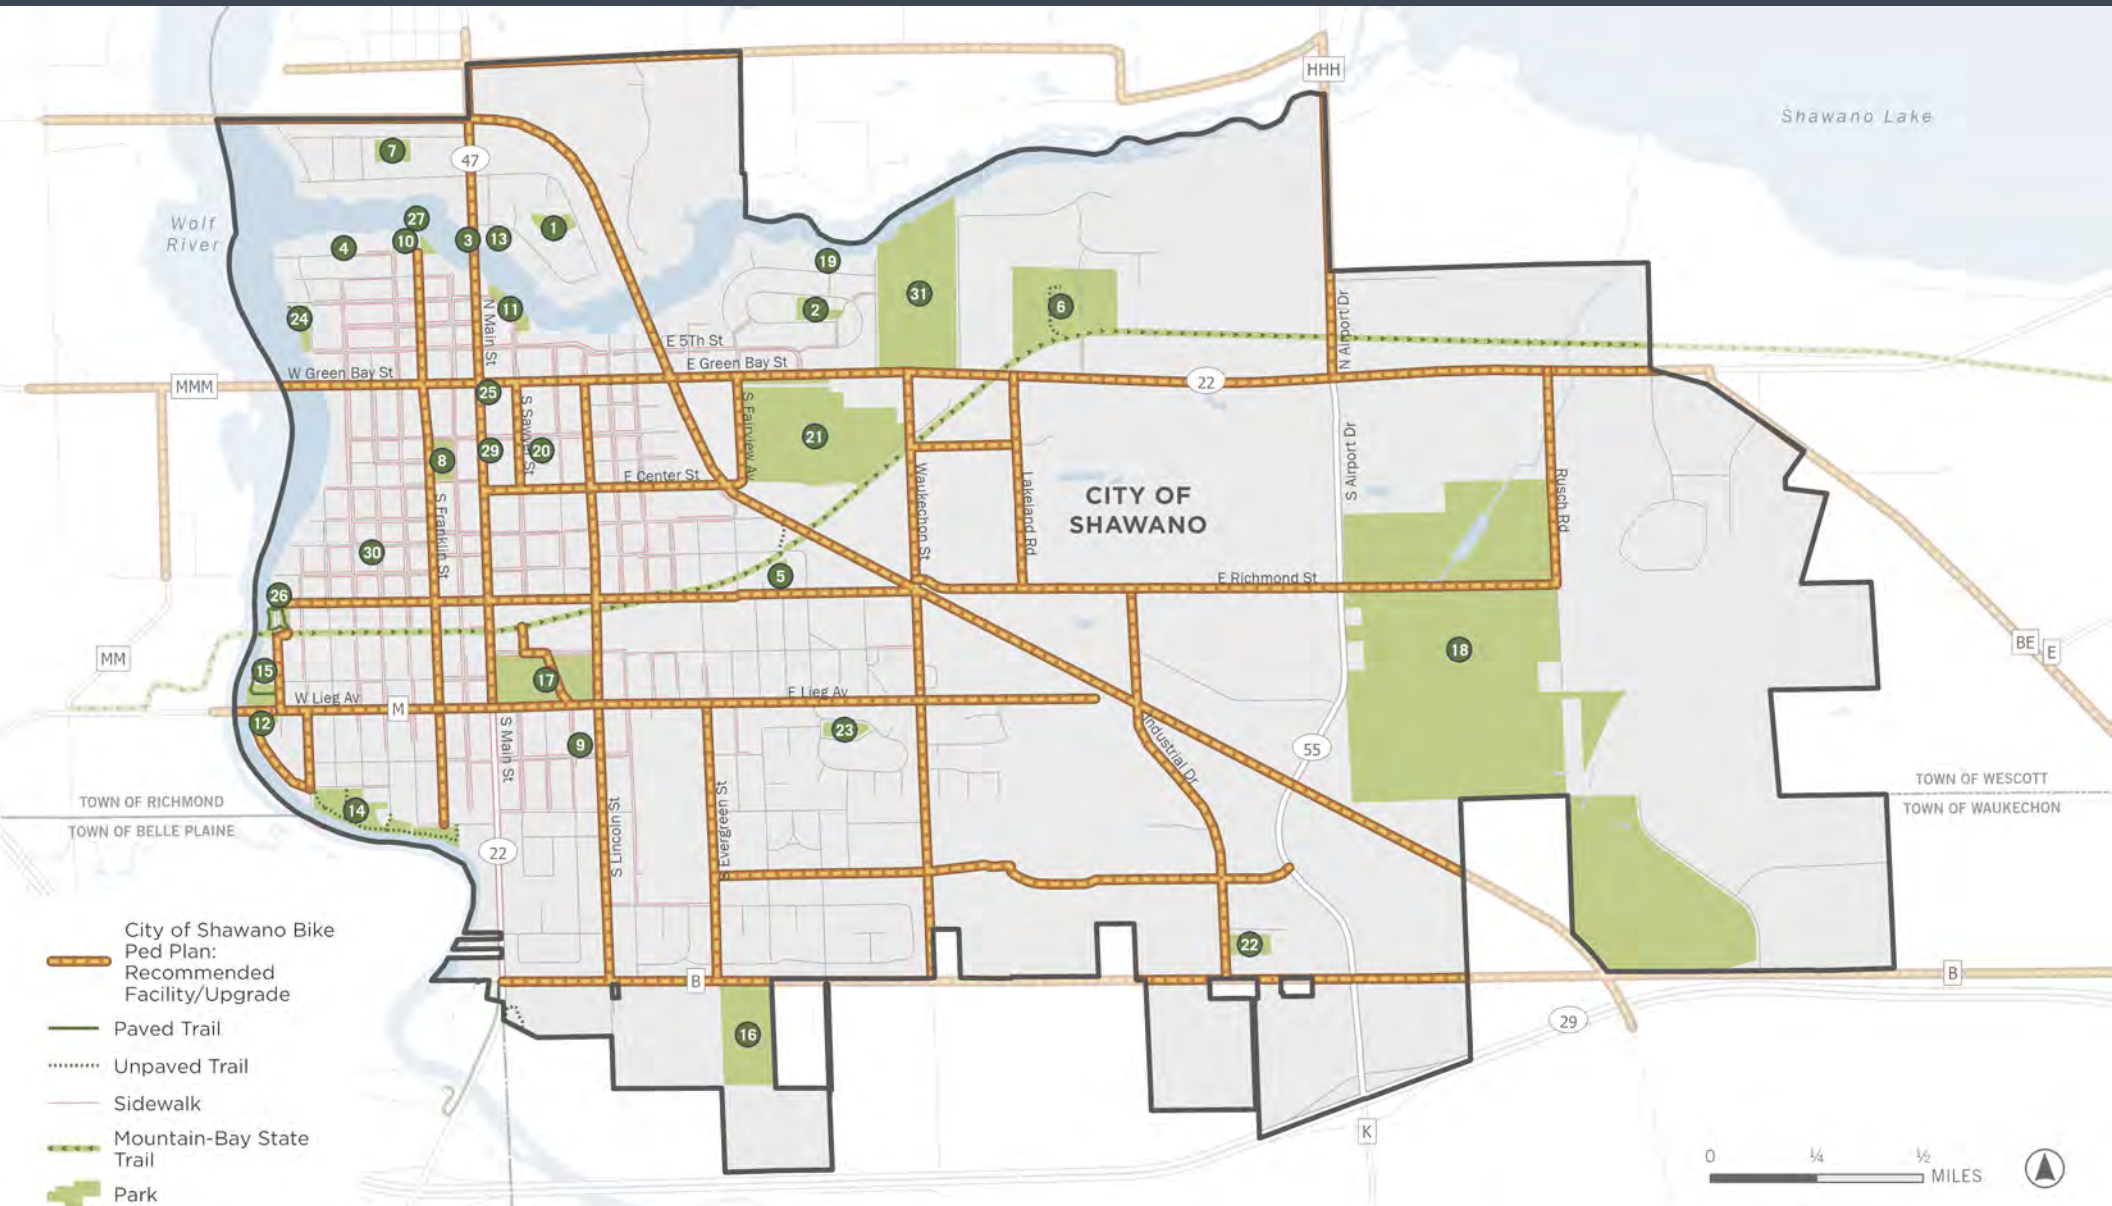 HHH
Shawano Lake
7
47
Wolf
River
27
10
4
3
13
1
19
24
11
2
31
6
N Main St
N Airport Dr
E 5Th St
E Green Bay St
W Green Bay St
MMM
22
25
S Sawyer St
S Fairview Av
21
8
29
20
E Center St
S Airport Dr
Waukechon St
Lakeland Rd
CITY OF
SHAWANO
Rusch Rd
S Franklin St
30
5
E Richmond St
26
MM
15
17
18
BE
E
W Lieg Av
M
E Lieg Av
12
S Main St
9
23
Industrial Dr
55
TOWN OF RICHMOND
TOWN OF BELLE PLAINE
14
TOWN OF WESCOTT
TOWN OF WAUKECHON
22
S Lincoln St
S Evergreen St
22
B
B
16
29
K
City of Shawano Bike
Ped Plan:
Recommended
Facility/Upgrade
Paved Trail
Unpaved Trail
Sidewalk
Mountain-Bay State
Trail
Park
0
¼
½
MILES